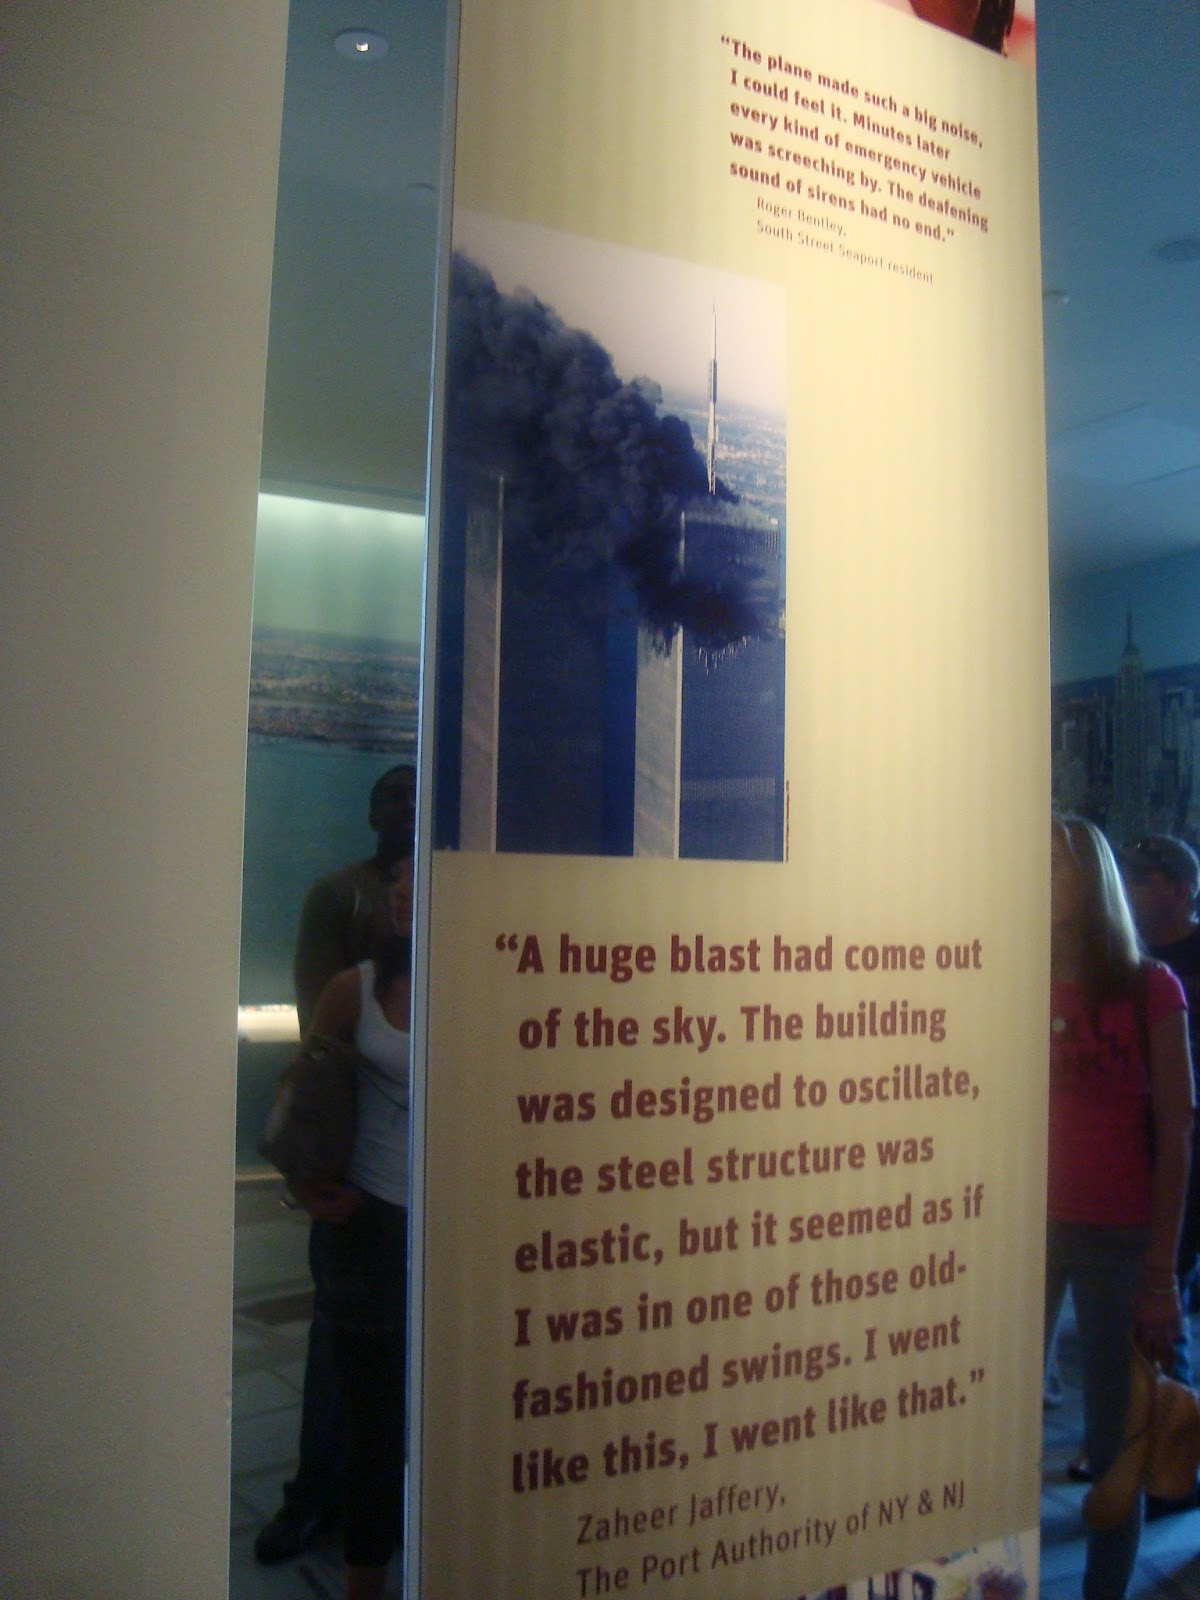 “The plane made such a big noise,
I could feel it. Minutes later
every kind of emergency vehicle
was screeching by. The deafening
sound of sirens had no end.”
Roger Bentley,
South Street Seaport resident
“A huge blast had come out
of the sky. The building
was designed to oscillate,
the steel structure was
elastic, but it seemed as if
I was in one of those old-
fashioned swings. I went
like this, I went like that.”
Zaheer Jaffery,
The Port Authority of NY & NJ